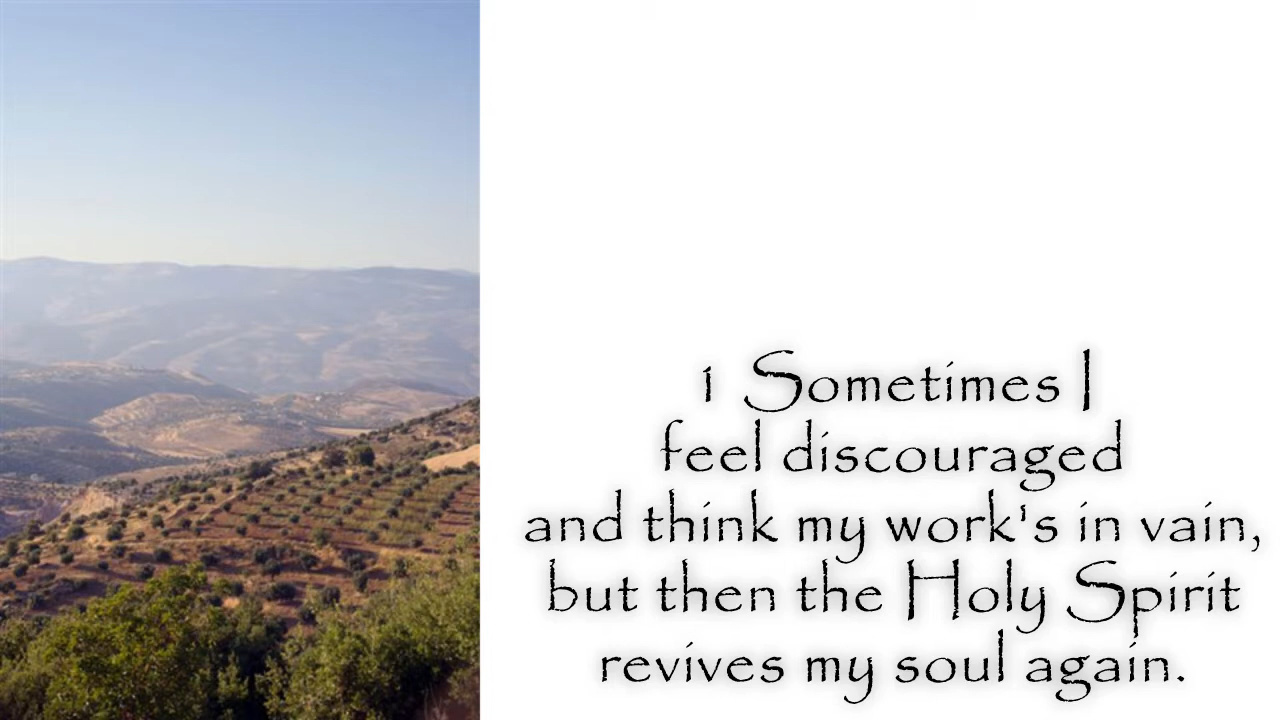 1 Sometimes I
feel discouraged
and think my work's in vain,
but then the Holy Spirit
revives my soul again.